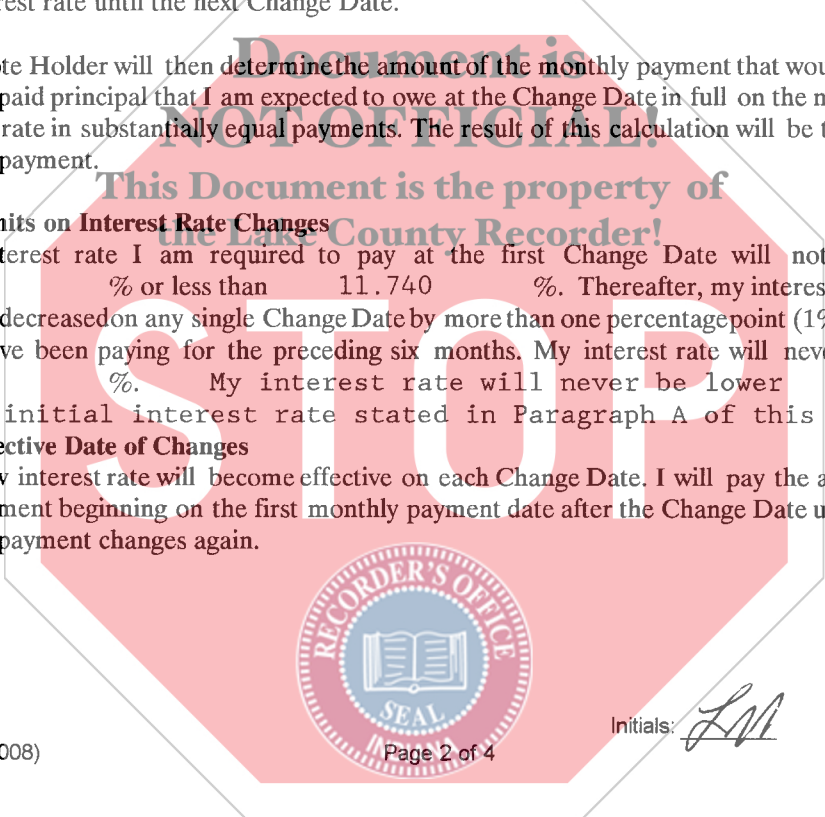 rest rate until the next Change Date.
Document is
te Holder will then determine the amount of the monthly payment that wou
paid principal that I am expected to owe at the Change Date in full on the m
NOT OFFICIAL!
rate in substantially equal payments. The result of this calculation will be t
payment.
This Document is the property of
nits on Interest Rate Changes
the Lake County Recorder!
terest rate I am required to pay at the first Change Date will not
% or less than 11.740 %. Thereafter, my interes
decreased on any single Change Date by more than one percentage point (1%
ve been paying for the preceding six months. My interest rate will neve
%. My interest rate will never be lower
initial interest rate stated in Paragraph A of this
ective Date of Changes
w interest rate will become effective on each Change Date. I will pay the a
ment beginning on the first monthly payment date after the Change Date u
payment changes again.
STOP
RECORDER'S OFFICE
SEAL
INDIANA
Initials:
008)
Page 2 of 4